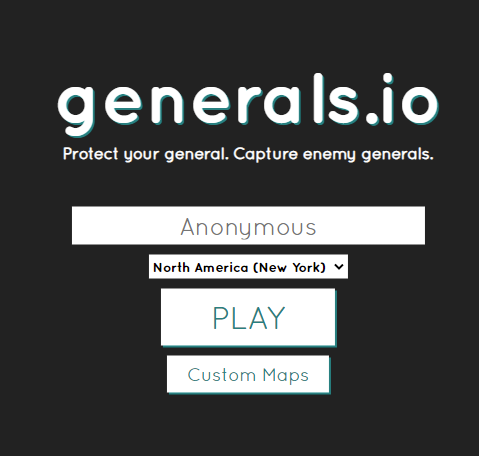 generals.io
Protect your general. Capture enemy generals.
Anonymous
North America (New York)
PLAY
Custom Maps